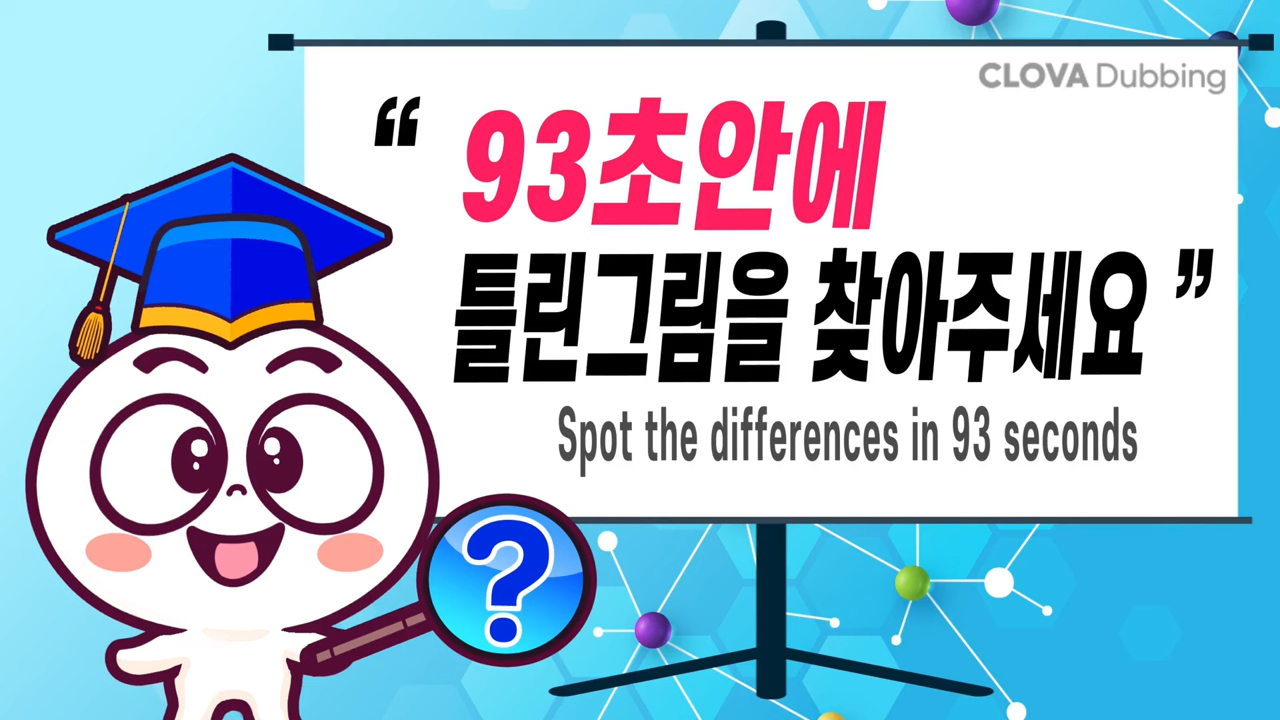 CLOVA Dubbing
“ 93초안에
틀린그림을 찾아주세요 ”
Spot the differences in 93 seconds
?